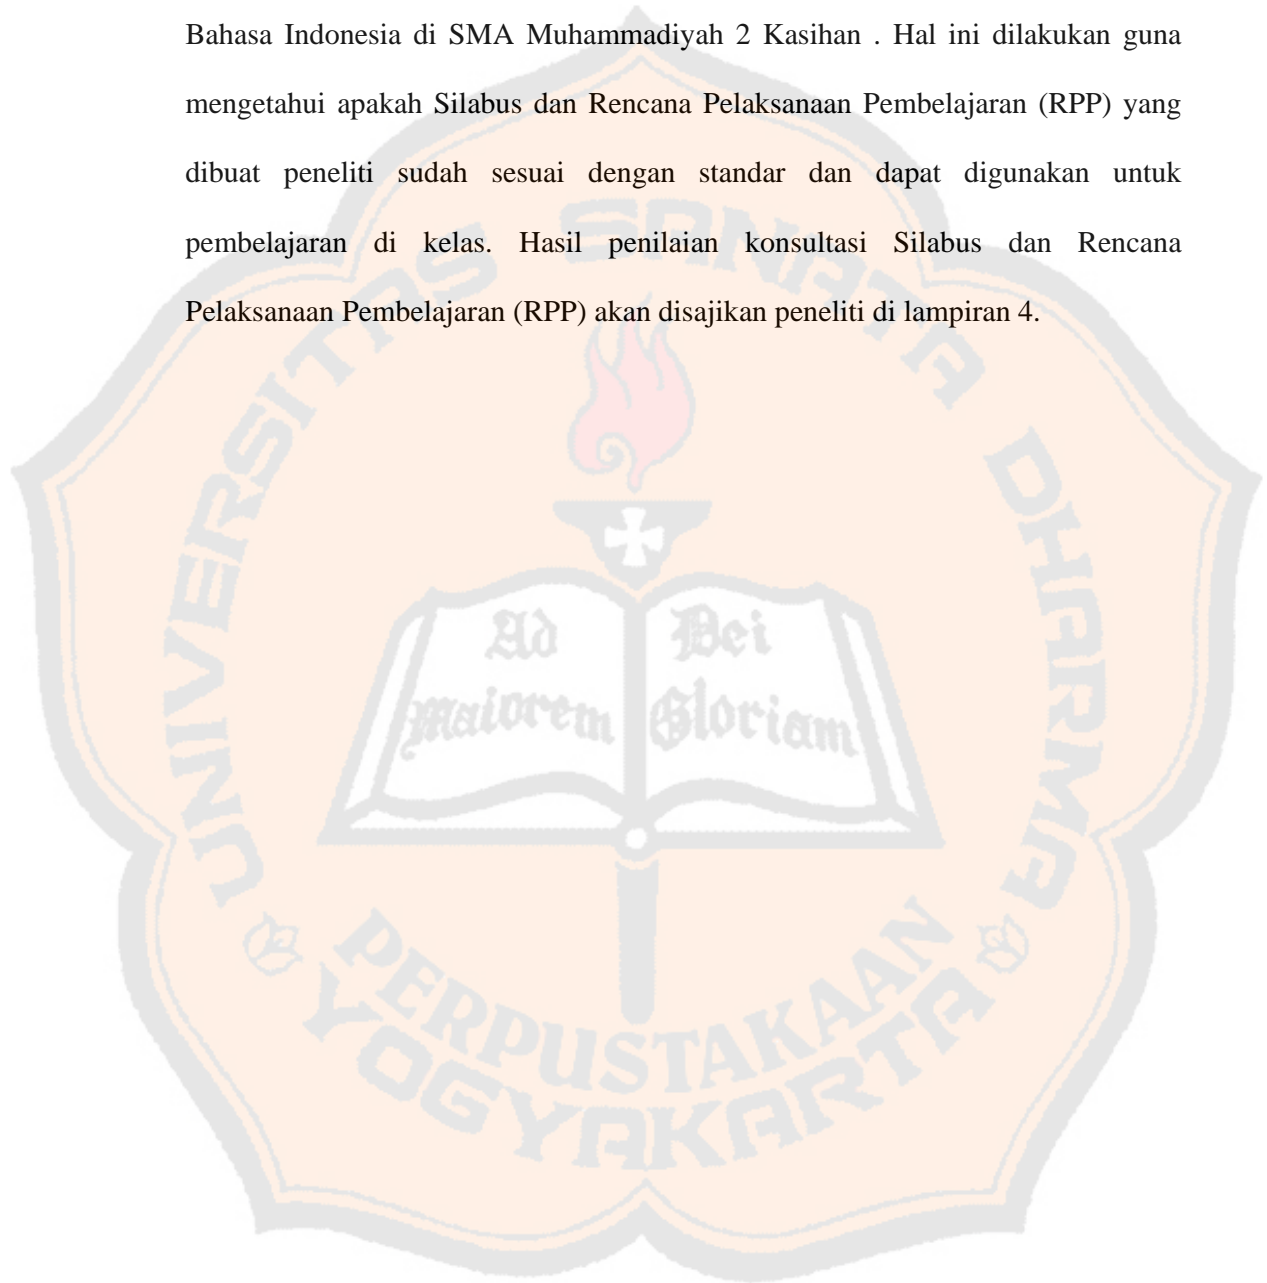 Bahasa Indonesia di SMA Muhammadiyah 2 Kasihan . Hal ini dilakukan guna
mengetahui apakah Silabus dan Rencana Pelaksanaan Pembelajaran (RPP) yang
dibuat peneliti sudah sesuai dengan standar dan dapat digunakan untuk
pembelajaran di kelas. Hasil penilaian konsultasi Silabus dan Rencana
Pelaksanaan Pembelajaran (RPP) akan disajikan peneliti di lampiran 4.
UNIVERSITAS SANATA DHARMA
Ad
maiorem
Dei
Gloriam
PERPUSTAKAAN
YOGYAKARTA